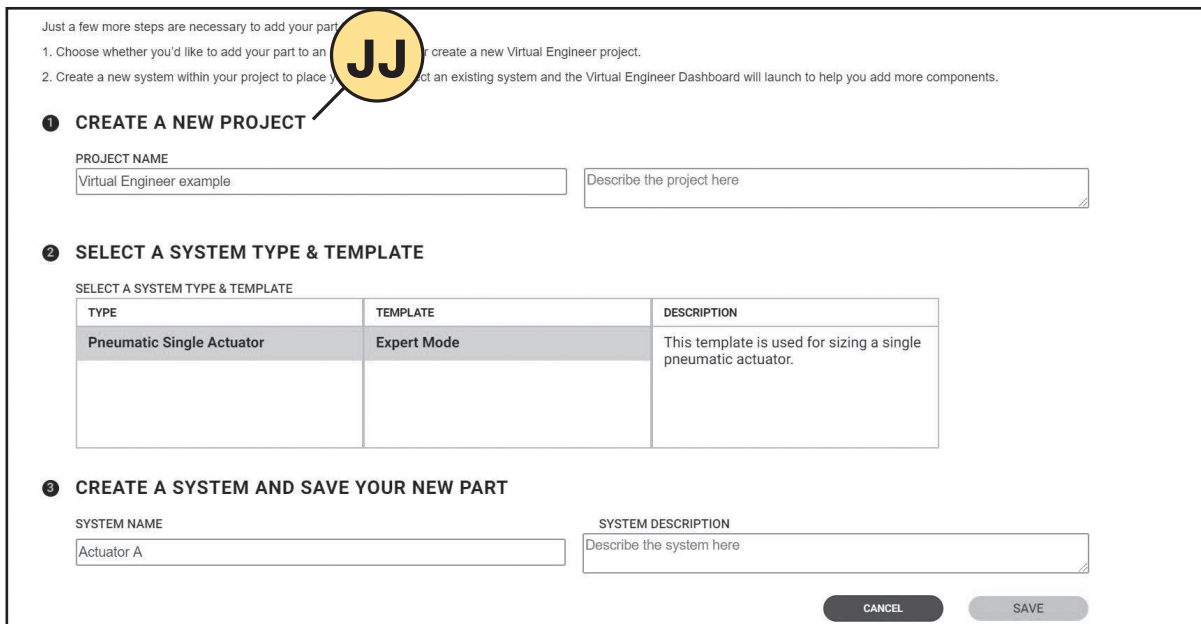 Just a few more steps are necessary to add your part
1. Choose whether you'd like to add your part to an r create a new Virtual Engineer project.
2. Create a new system within your project to place y ct an existing system and the Virtual Engineer Dashboard will launch to help you add more components.
JJ
1 CREATE A NEW PROJECT
PROJECT NAME
Virtual Engineer example
Describe the project here
2 SELECT A SYSTEM TYPE & TEMPLATE
SELECT A SYSTEM TYPE & TEMPLATE
TYPE TEMPLATE DESCRIPTION
Pneumatic Single Actuator Expert Mode This template is used for sizing a single
pneumatic actuator.
3 CREATE A SYSTEM AND SAVE YOUR NEW PART
SYSTEM NAME SYSTEM DESCRIPTION
Actuator A Describe the system here
CANCEL SAVE